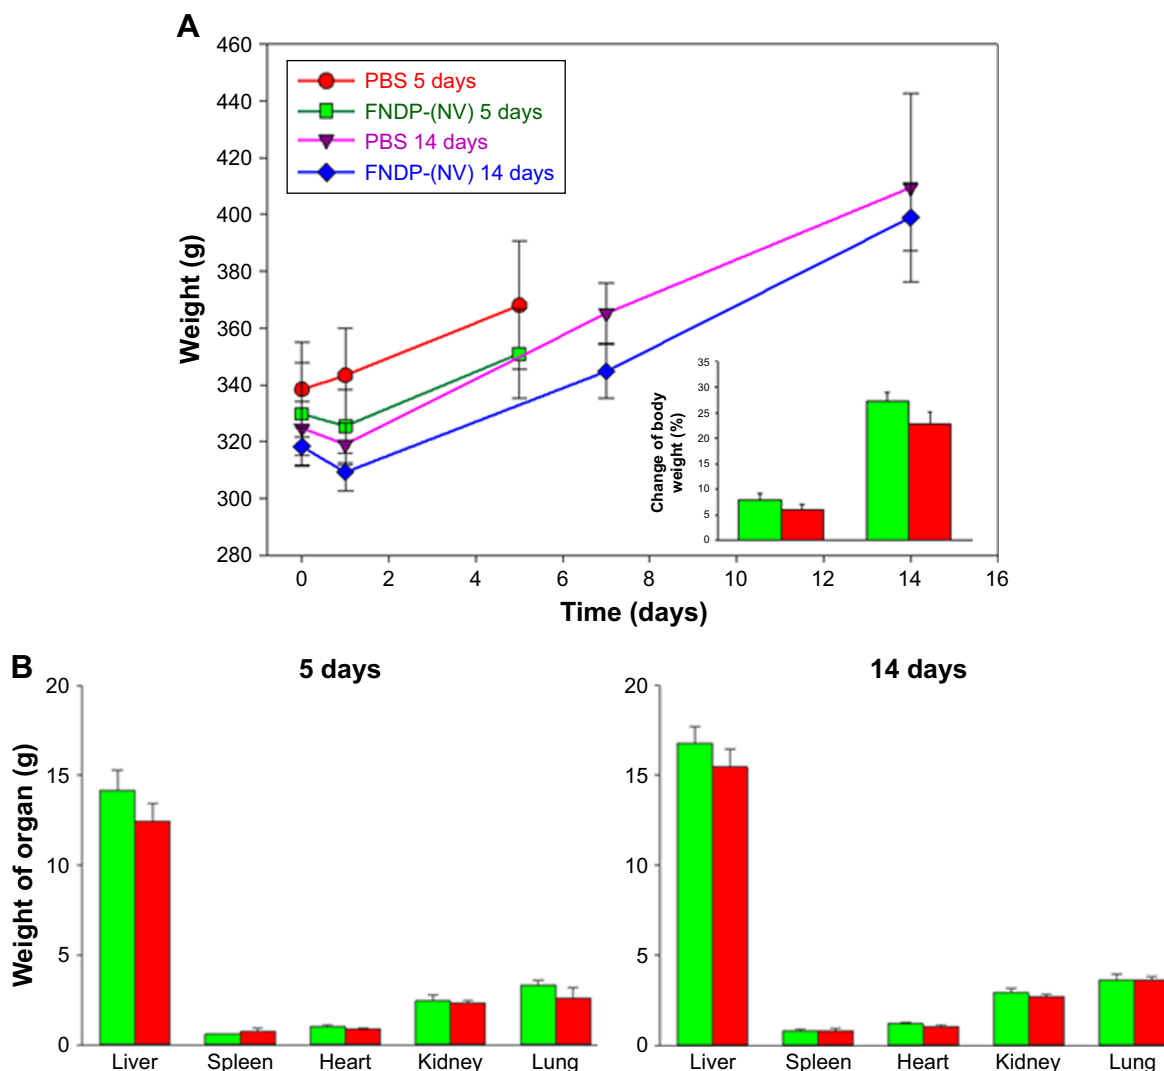 A
460
440
420
400
380
360
340
320
300
280
Weight (g)
PBS 5 days
FNDP-(NV) 5 days
PBS 14 days
FNDP-(NV) 14 days
35
30
25
20
15
10
5
0
Change of body
weight (%)
0 2 4 6 8 10 12 14 16
Time (days)
B
5 days
14 days
Weight of organ (g)
20
15
10
5
0
Liver Spleen Heart Kidney Lung
20
15
10
5
0
Liver Spleen Heart Kidney Lung